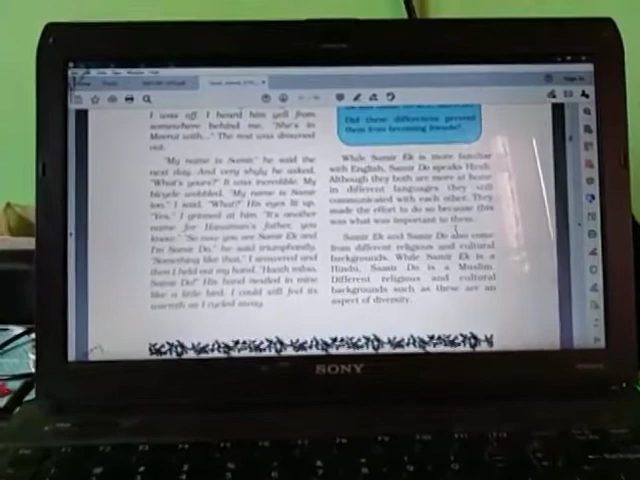 I was off. I heard him yell from
somewhere behind me, "She's in
Meerut with..." The rest was drowned
out.
"My name is Samir," he said the
next day. And very shyly he asked,
"What's yours?" It was incredible. My
bicycle wobbled. "My name is Samir
too," I said. "What?" His eyes lit up.
"Yes," I grinned at him. "It's another
name for Hanuman's father, you
know." "So now you are Samir Ek and
I'm Samir Do," he said triumphantly.
"Something like that," I answered and
then I held out my hand. "Haath milao,
Samir Do!" His hand nestled in mine
like a little bird. I could still feel its
warmth as I cycled away.
Did these differences prevent
them from becoming friends?
While Samir Ek is more familiar
with English, Samir Do speaks Hindi.
Although they both are more at home
in different languages they still
communicated with each other. They
made the effort to do so because this
was what was important to them.
Samir Ek and Samir Do also come
from different religious and cultural
backgrounds. While Samir Ek is a
Hindu, Samir Do is a Muslim.
Different religious and cultural
backgrounds such as these are an
aspect of diversity.
SONY